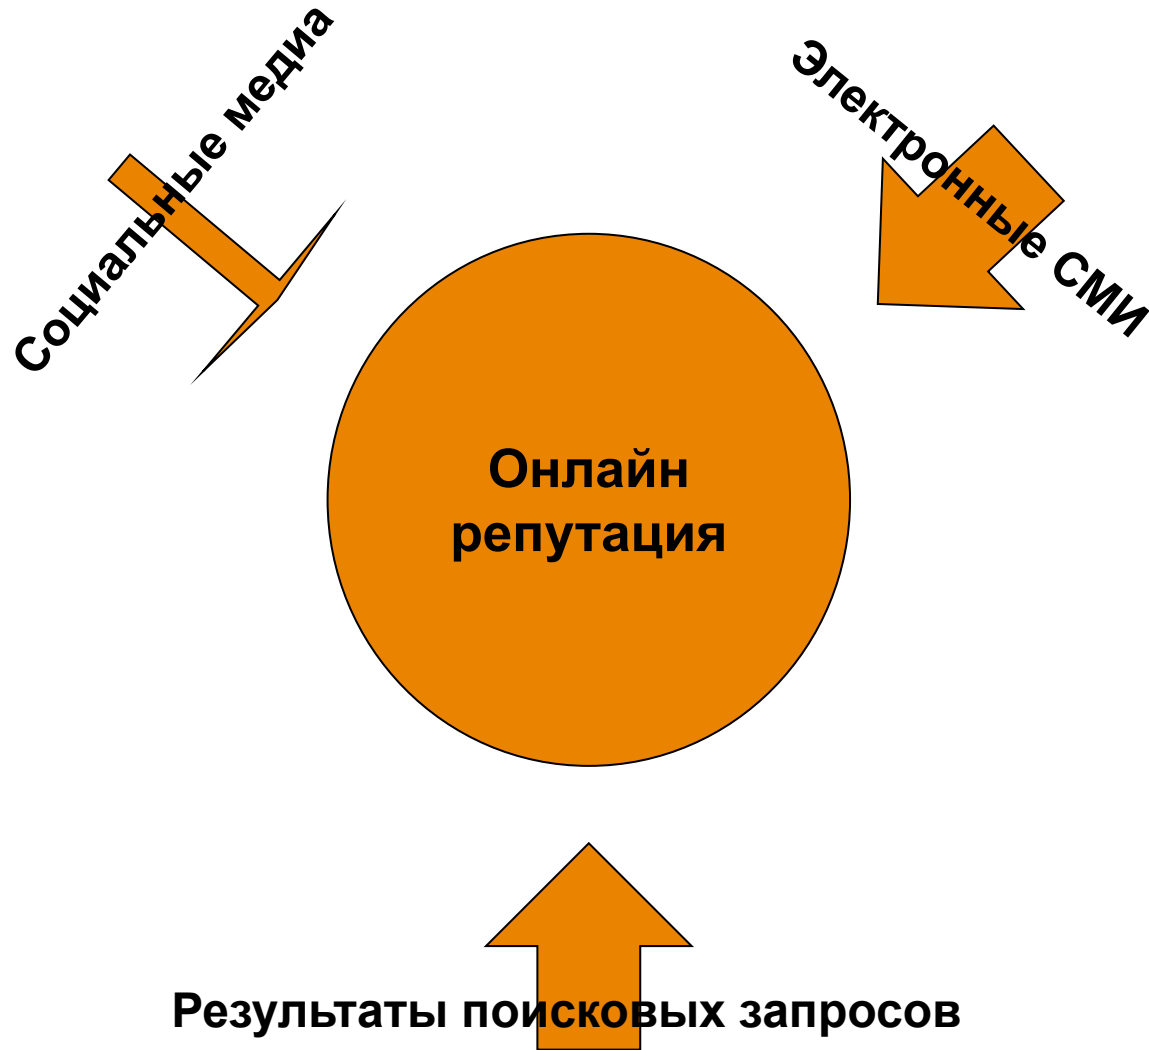 Социальные медиа
Электронные СМИ
Онлайн
репутация
Результаты поисковых запросов